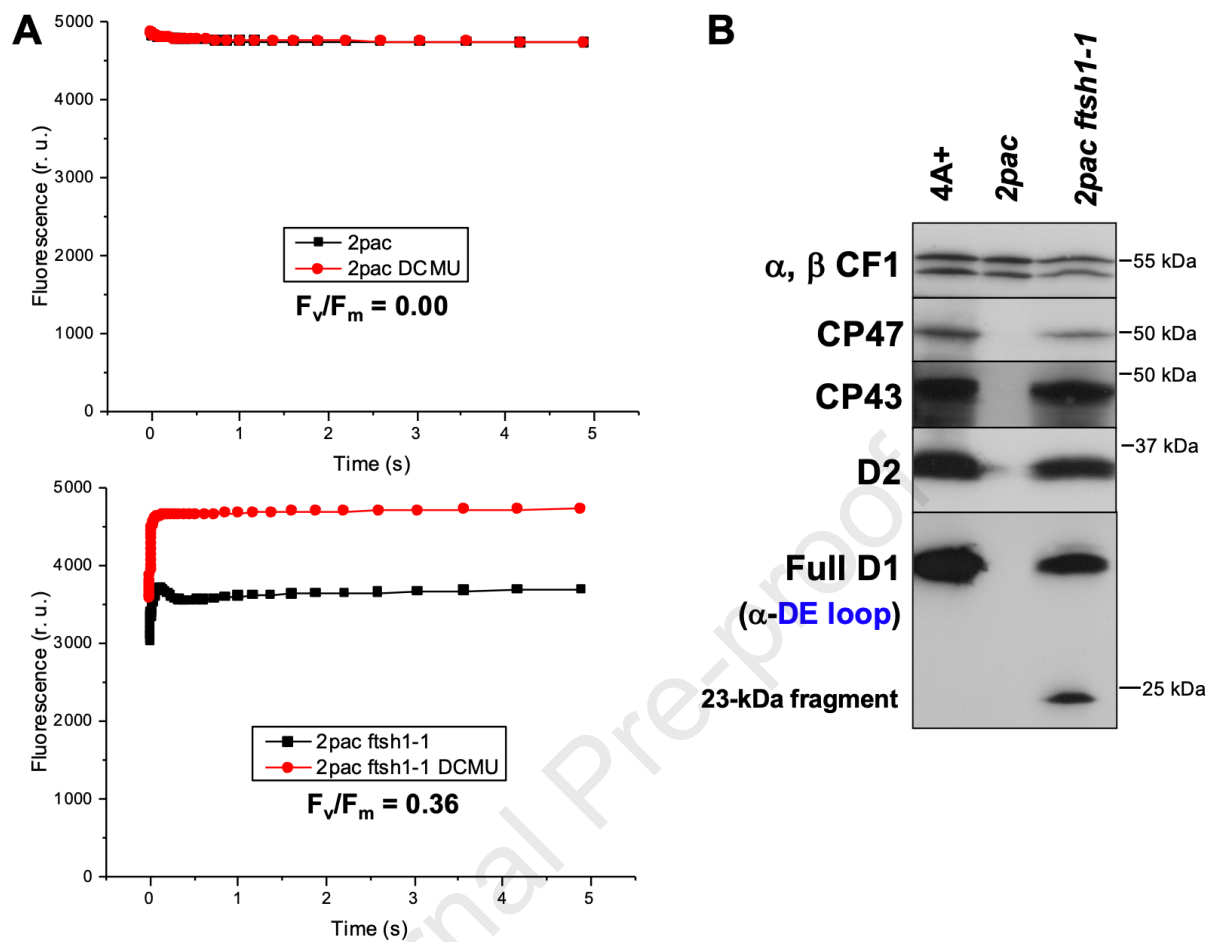 A
5000
4000
3000
2000
1000
0
Fluorescence (r. u.)
2pac
2pac DCMU
Fv/Fm = 0.00
0 1 2 3 4 5
Time (s)
5000
4000
3000
2000
1000
0
Fluorescence (r. u.)
2pac ftsh1-1
2pac ftsh1-1 DCMU
Fv/Fm = 0.36
0 1 2 3 4 5
Time (s)
B
4A+
2pac
2pac ftsh1-1
α, β CF1
55 kDa
CP47
50 kDa
CP43
50 kDa
D2
37 kDa
Full D1
(α-DE loop)
23-kDa fragment
25 kDa
rnal Pre-proof